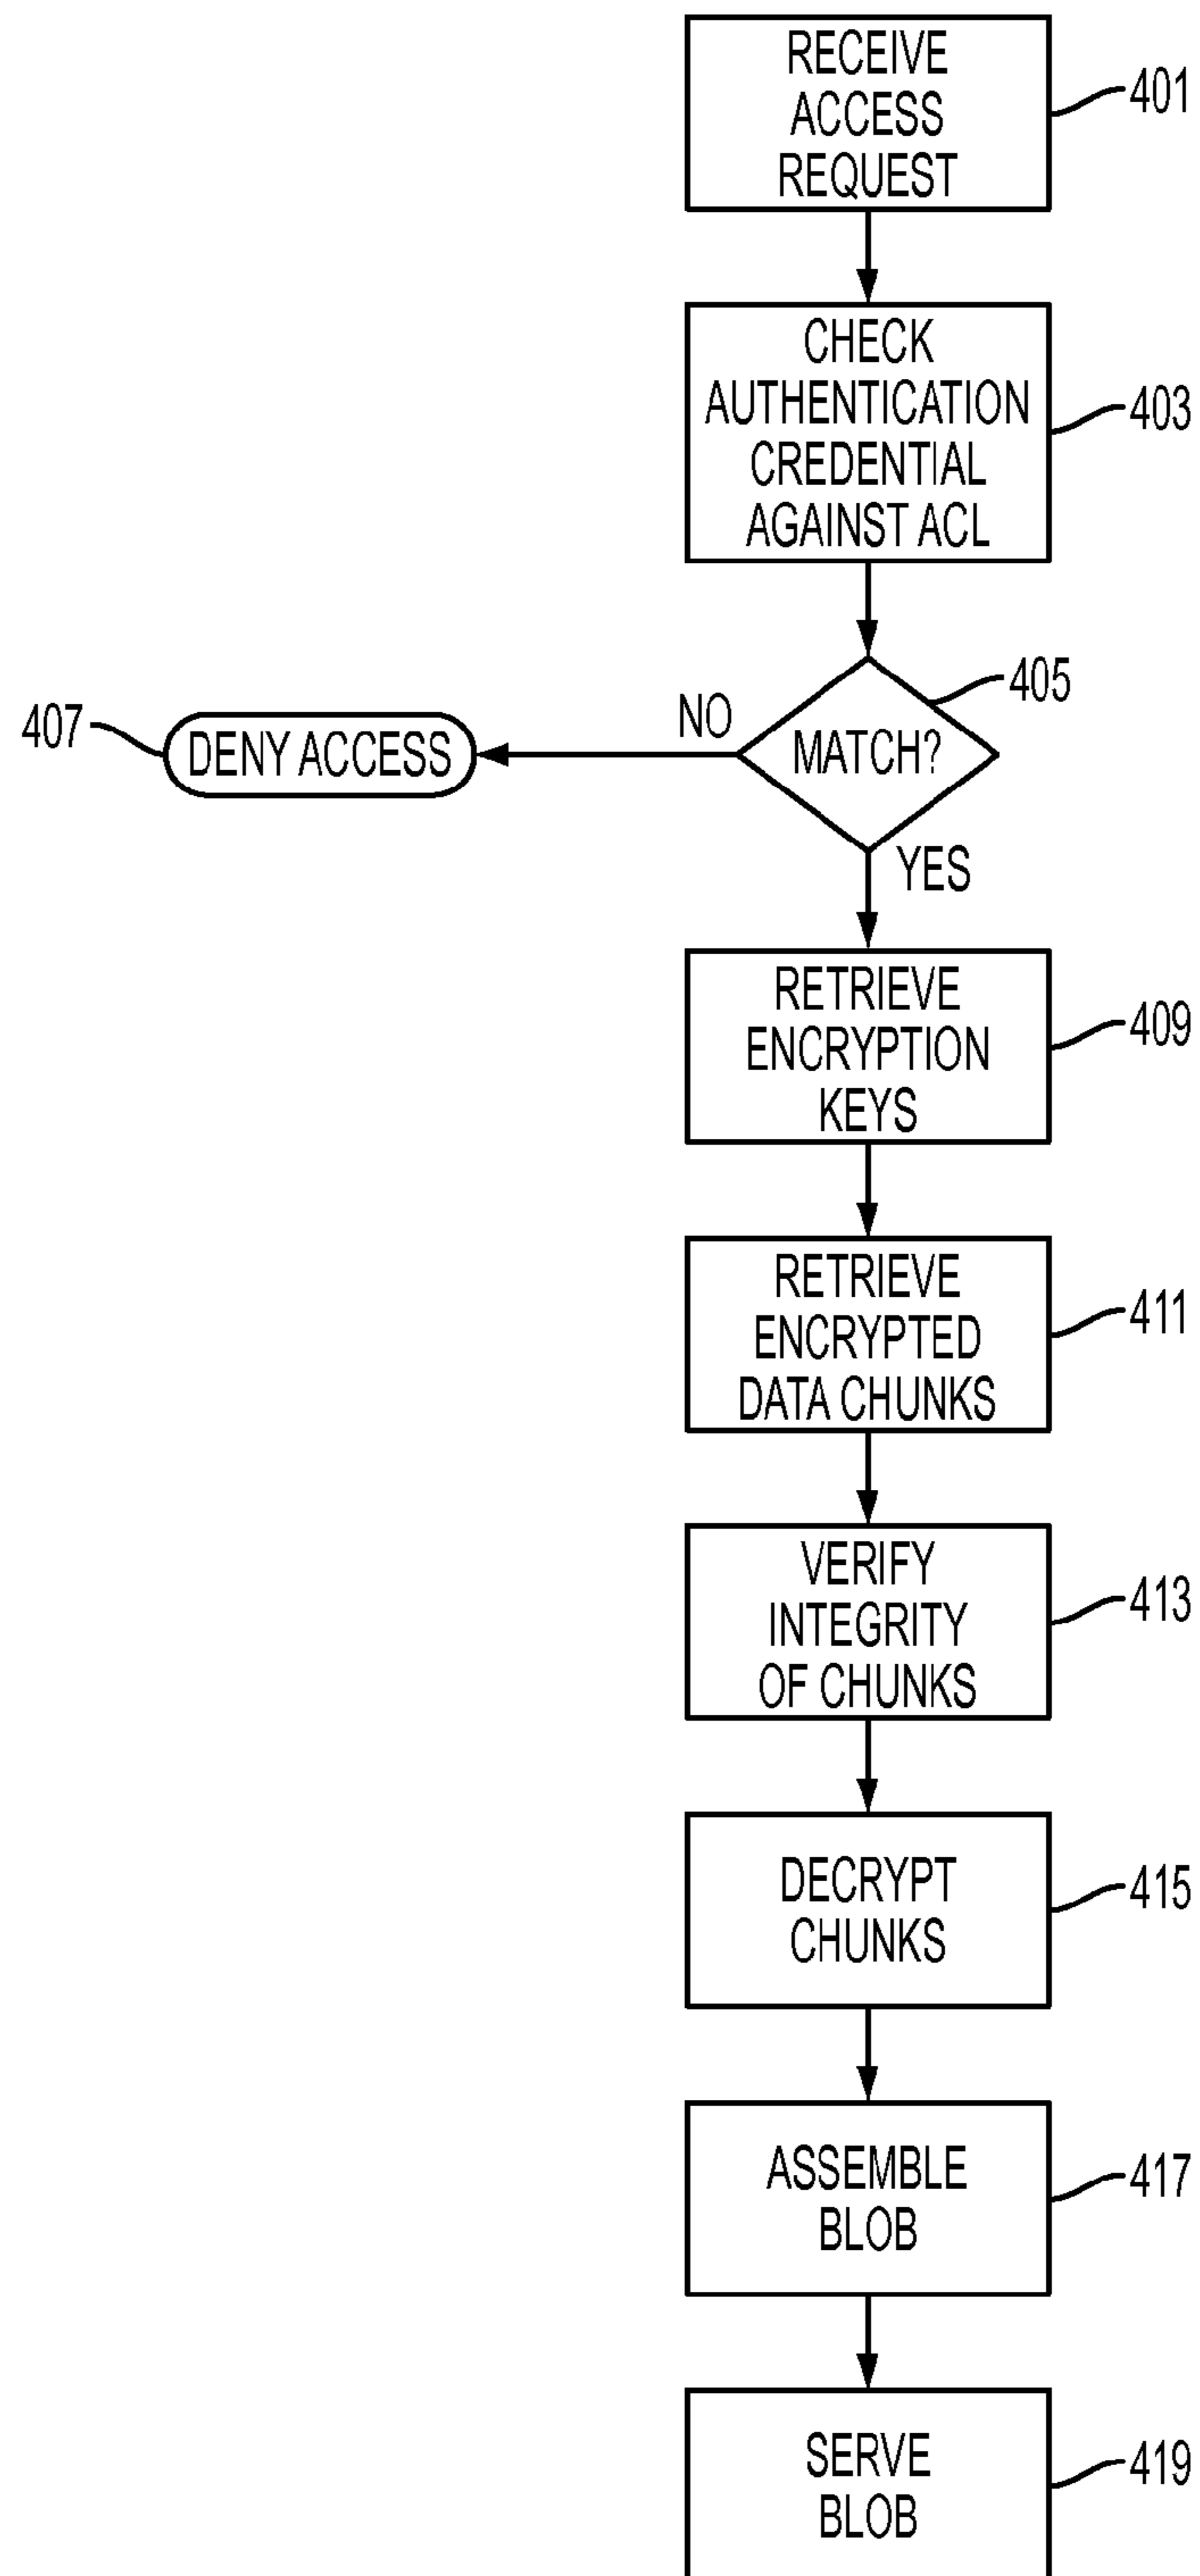 RECEIVE
ACCESS
REQUEST
401
CHECK
AUTHENTICATION
CREDENTIAL
AGAINST ACL
403
405
MATCH?
NO
407
DENY ACCESS
YES
RETRIEVE
ENCRYPTION
KEYS
409
RETRIEVE
ENCRYPTED
DATA CHUNKS
411
VERIFY
INTEGRITY
OF CHUNKS
413
DECRYPT
CHUNKS
415
ASSEMBLE
BLOB
417
SERVE
BLOB
419